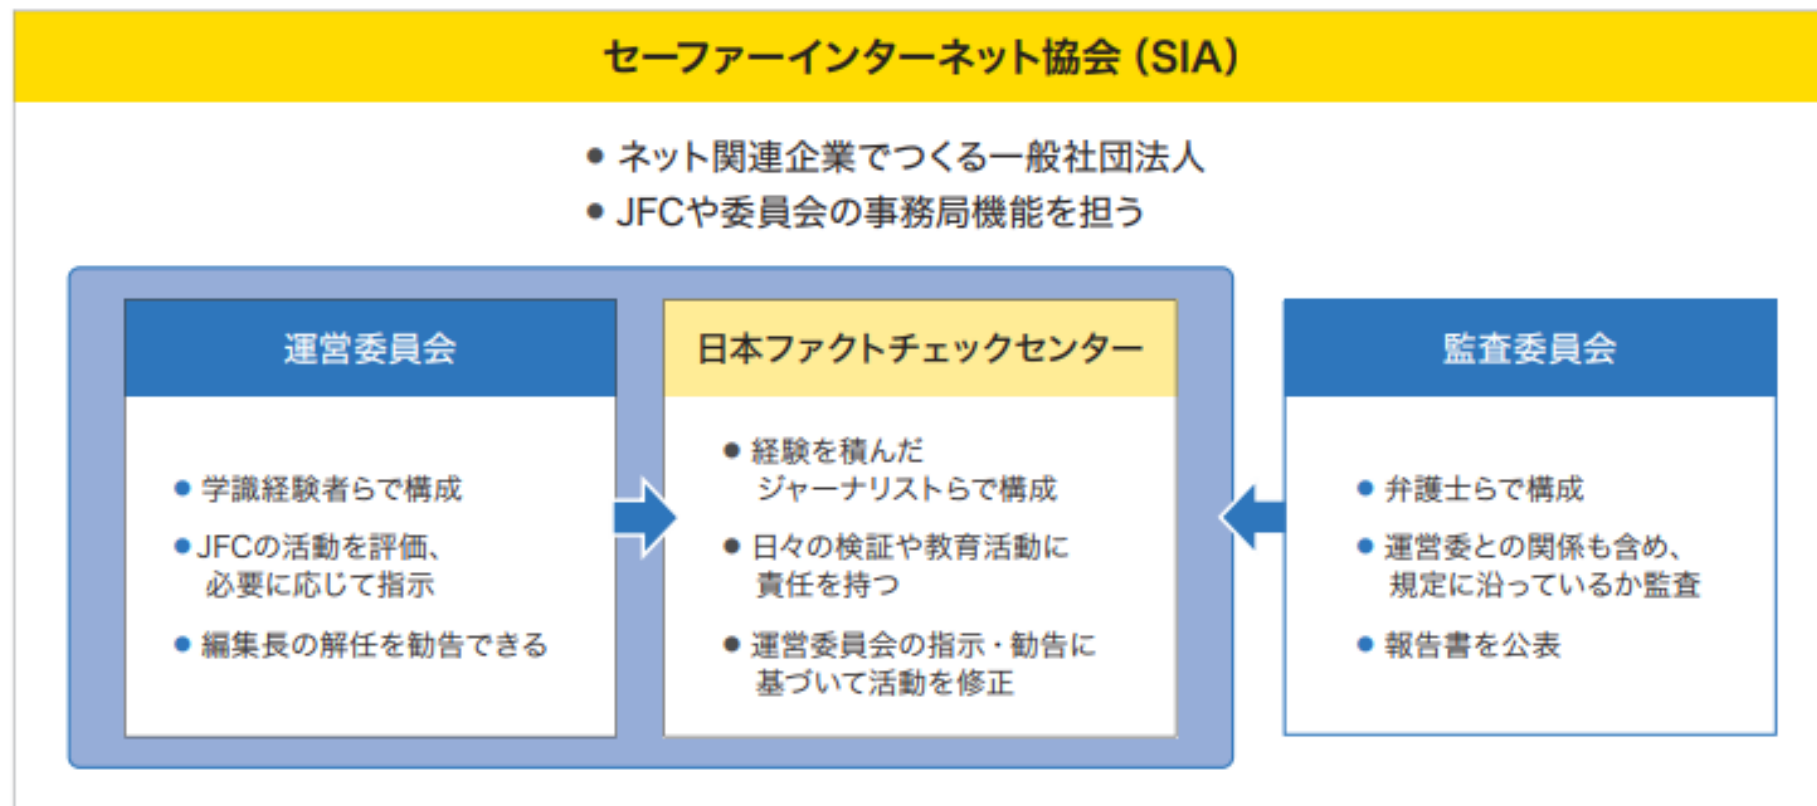 セーファーインターネット協会（SIA）
● ネット関連企業でつくる一般社団法人
● JFCや委員会の事務局機能を担う
運営委員会
● 学識経験者らで構成
● JFCの活動を評価、
必要に応じて指示
● 編集長の解任を勧告できる
日本ファクトチェックセンター
● 経験を積んだ
ジャーナリストらで構成
● 日々の検証や教育活動に
責任を持つ
● 運営委員会の指示・勧告に
基づいて活動を修正
監査委員会
● 弁護士らで構成
● 運営委との関係も含め、
規定に沿っているか監査
● 報告書を公表